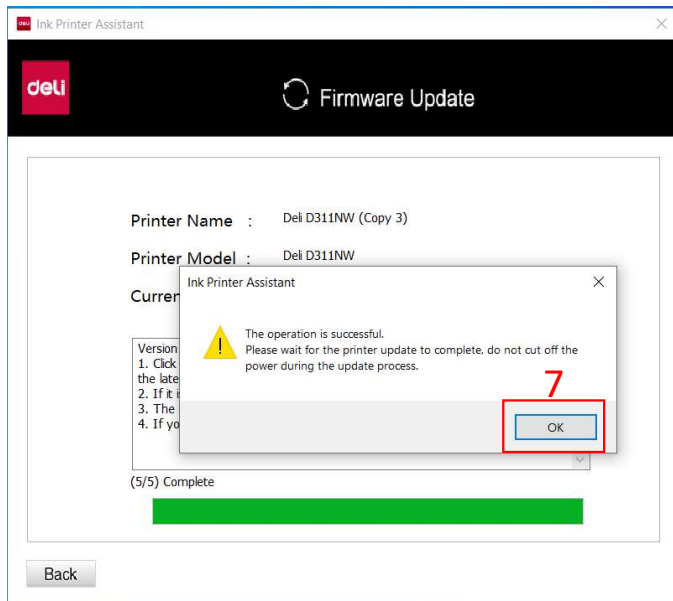 deli Ink Printer Assistant
deli
Firmware Update
Printer Name :
Deli D311NW (Copy 3)
Printer Model :
Deli D311NW
Curren
Ink Printer Assistant
The operation is successful.
Please wait for the printer update to complete, do not cut off the
power during the update process.
7
OK
Version
1. Click
the late
2. If it i
3. The
4. If yo
(5/5) Complete
Back